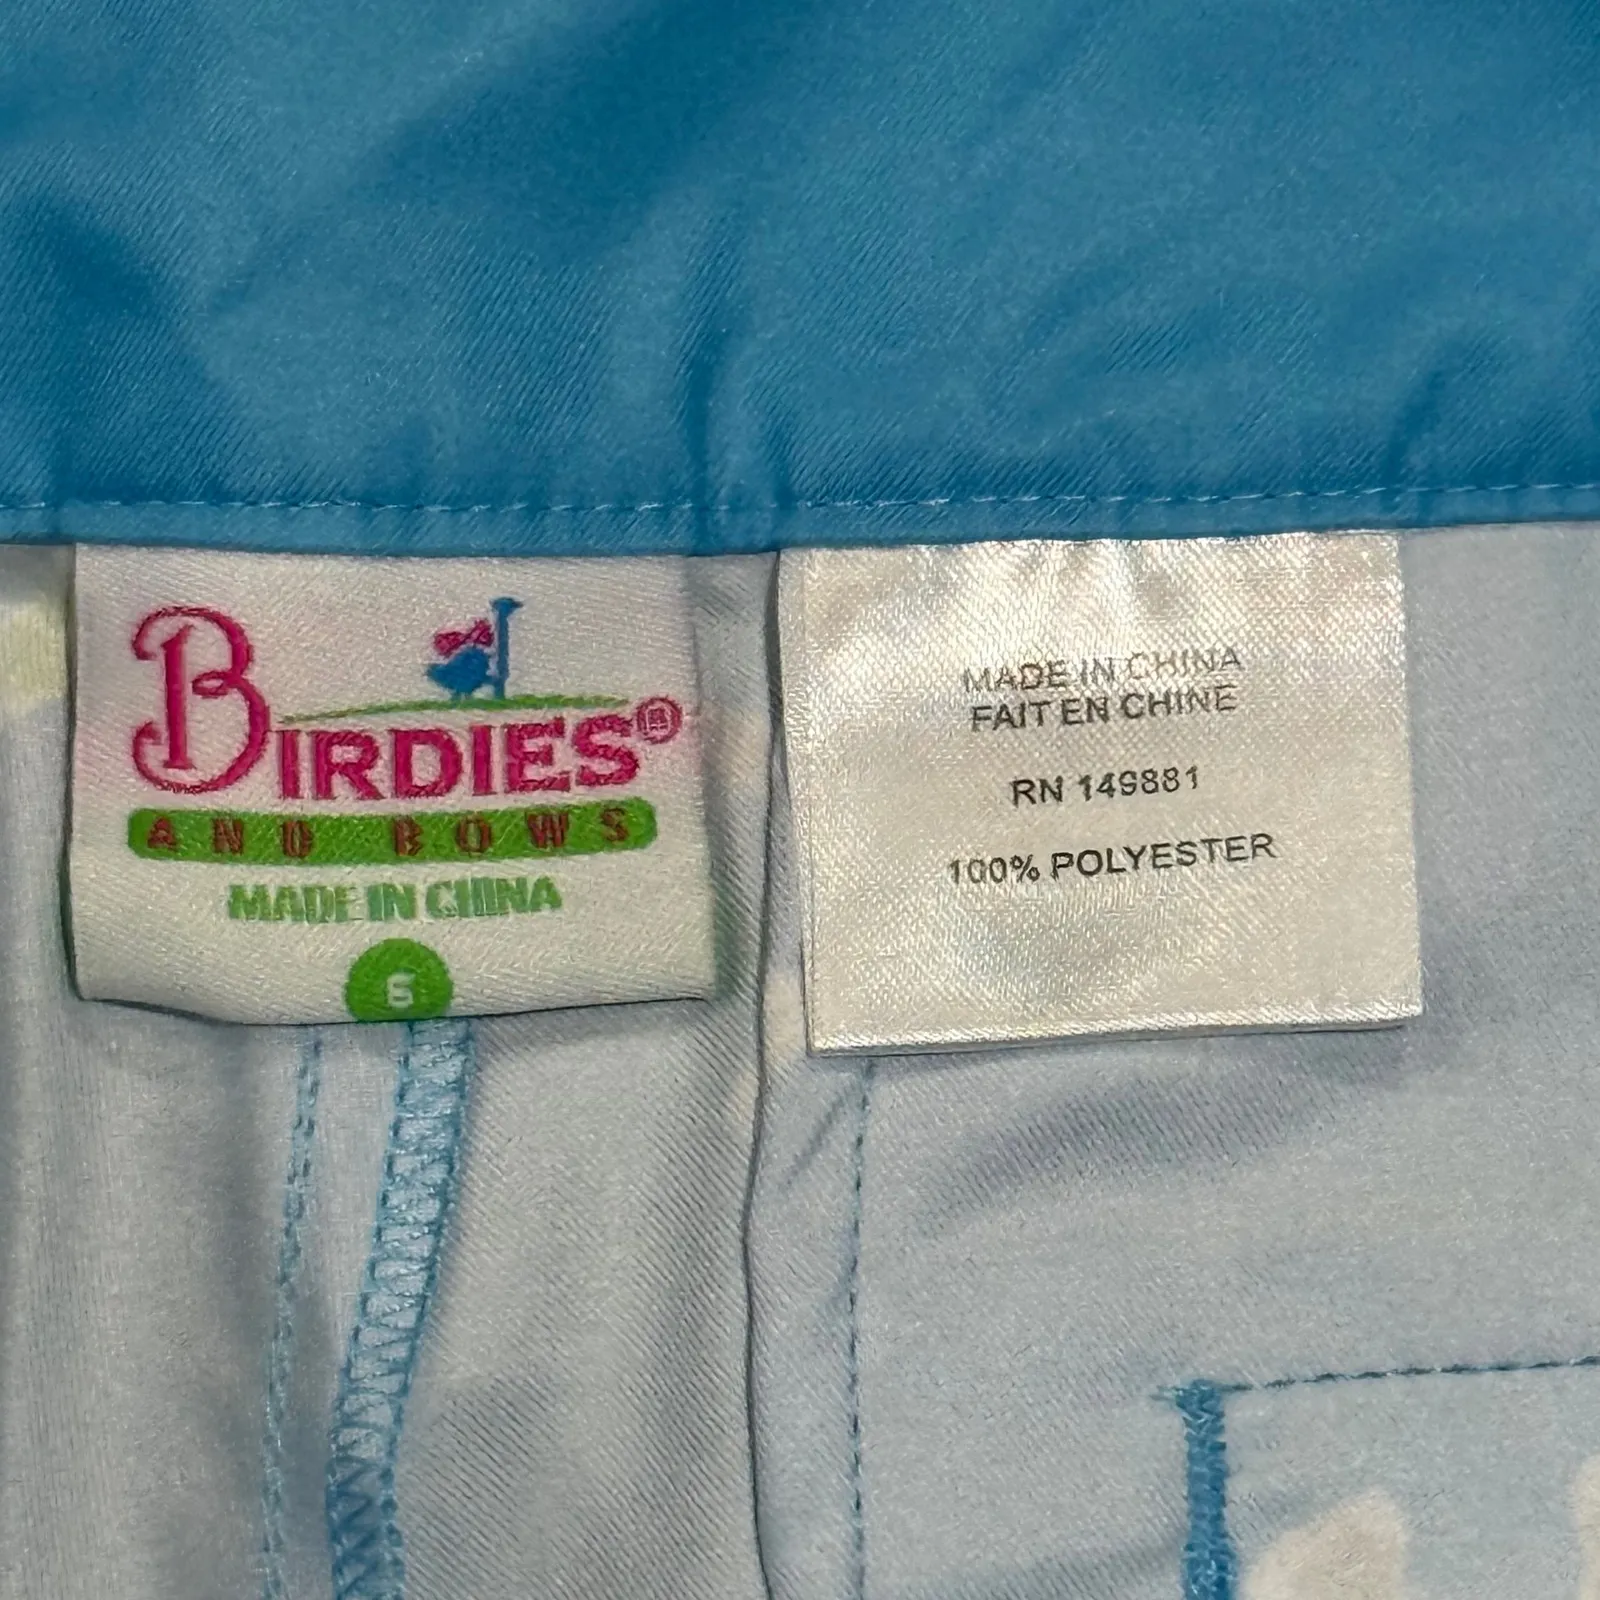 BIRDIES®
AND BOWS
MADE IN CHINA
6
MADE IN CHINA
FAIT EN CHINE
RN 149881
100% POLYESTER